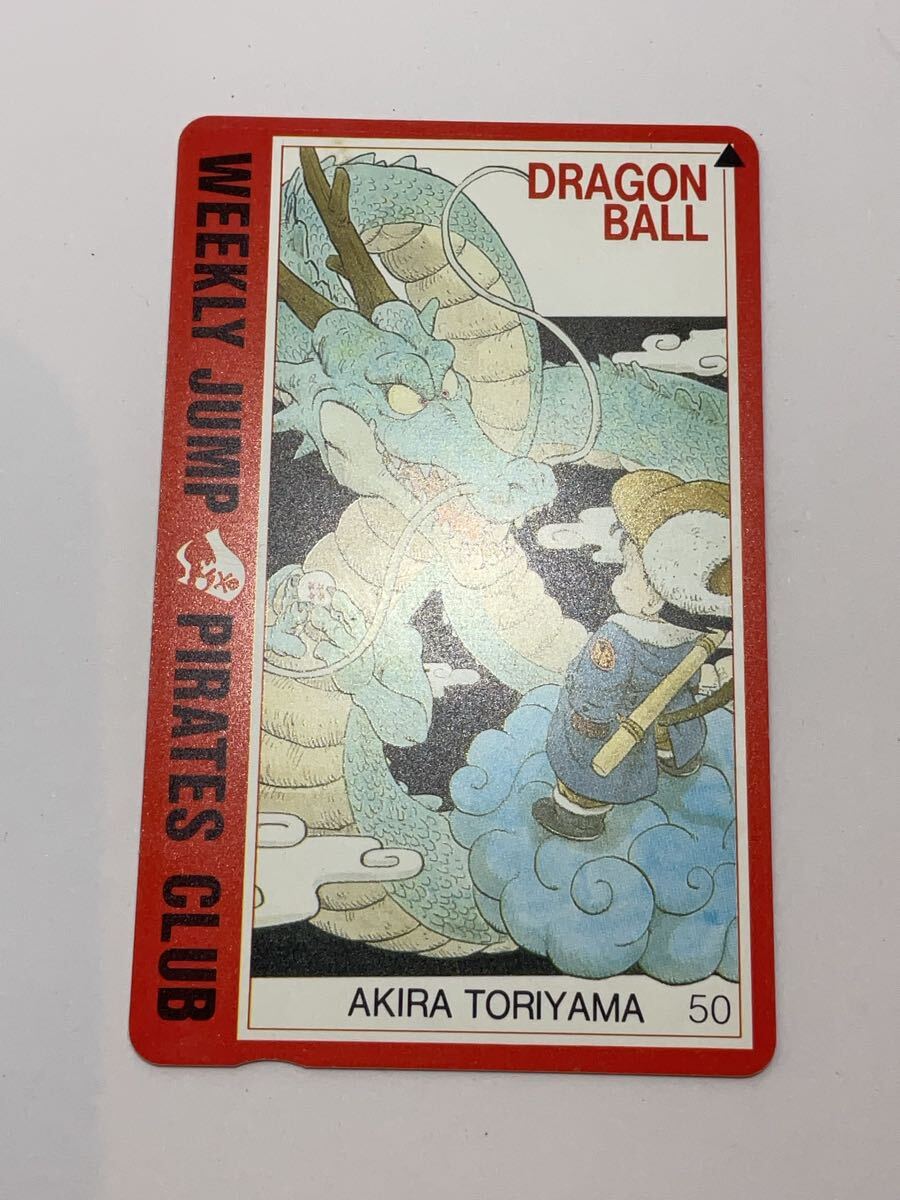 WEEKLY JUMP PIRATES CLUB
DRAGON
BALL
AKIRA TORIYAMA 50